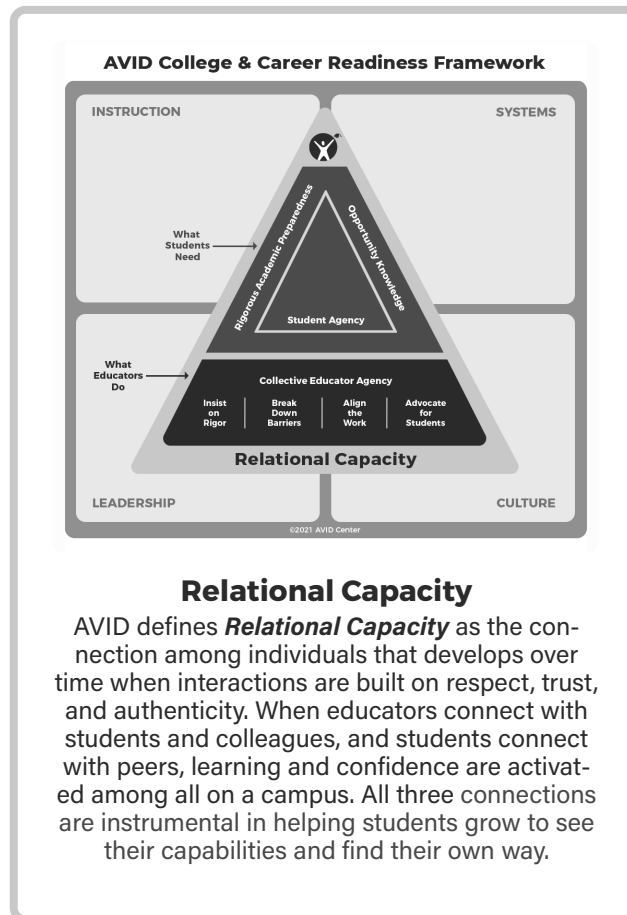 AVID College & Career Readiness Framework
INSTRUCTION
SYSTEMS
What
Students
Need
Rigorous Academic Preparedness
Opportunity Knowledge
Student Agency
What
Educators
Do
Collective Educator Agency
Insist
on
Rigor
Break
Down
Barriers
Align
the
Work
Advocate
for
Students
Relational Capacity
LEADERSHIP
CULTURE
©2021 AVID Center
Relational Capacity
AVID defines Relational Capacity as the con-
nection among individuals that develops over
time when interactions are built on respect, trust,
and authenticity. When educators connect with
students and colleagues, and students connect
with peers, learning and confidence are activat-
ed among all on a campus. All three connections
are instrumental in helping students grow to see
their capabilities and find their own way.